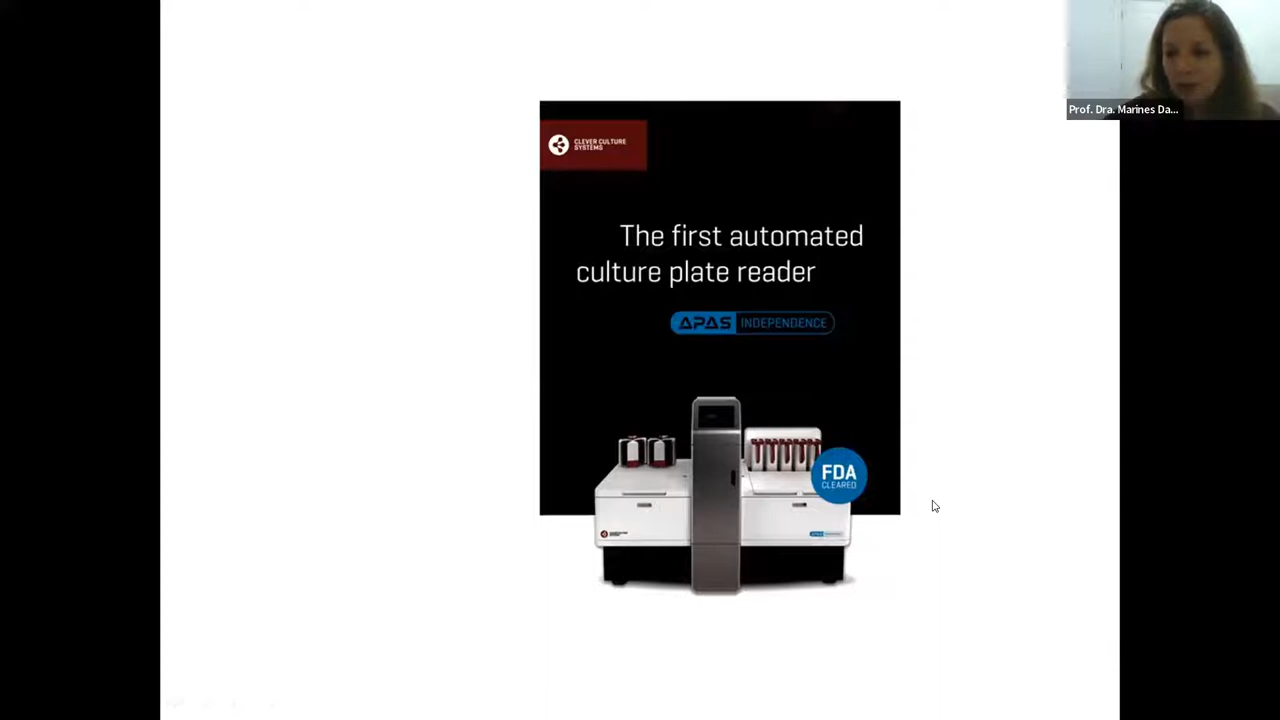 Prof. Dra. Marines Da...
CLEVER CULTURE
SYSTEMS
The first automated
culture plate reader
APAS INDEPENDENCE
FDA
CLEARED